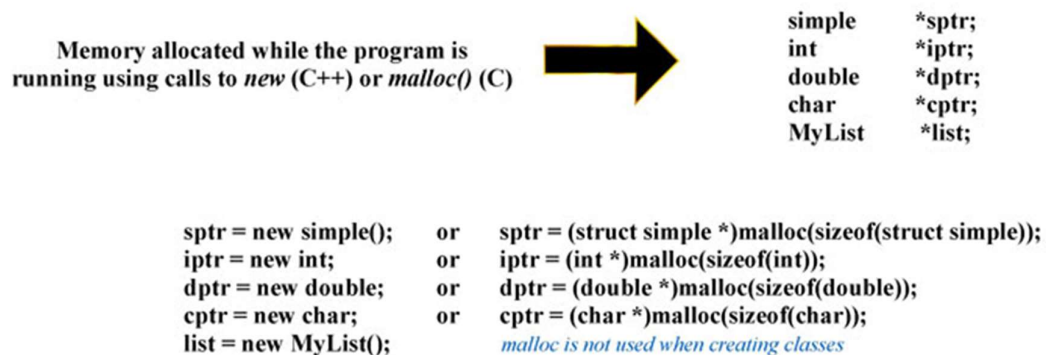 Memory allocated while the program is
running using calls to new (C++) or malloc() (C)
simple *sptr;
int *iptr;
double *dptr;
char *cptr;
MyList *list;
sptr = new simple(); or sptr = (struct simple *)malloc(sizeof(struct simple));
iptr = new int; or iptr = (int *)malloc(sizeof(int));
dptr = new double; or dptr = (double *)malloc(sizeof(double));
cptr = new char; or cptr = (char *)malloc(sizeof(char));
list = new MyList(); malloc is not used when creating classes